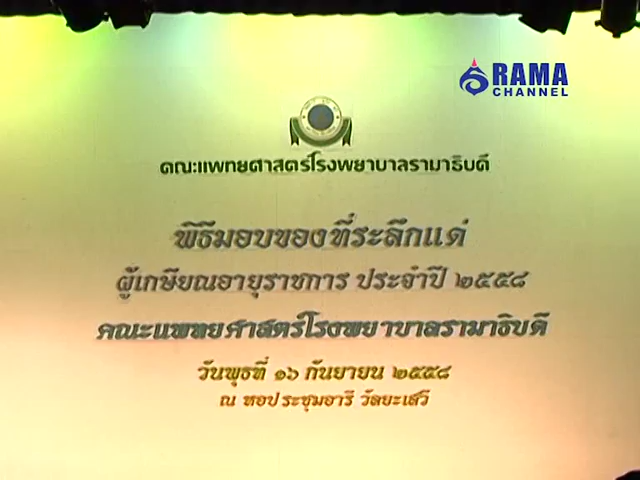 RAMA
CHANNEL
คณะแพทยศาสตร์โรงพยาบาลรามาธิบดี
พิธีมอบของที่ระลึกแด่
ผู้เกษียณอายุราชการ ประจำปี ๒๕๕๘
คณะแพทยศาสตร์โรงพยาบาลรามาธิบดี
วันพุธที่ ๑๖ กันยายน ๒๕๕๘
ณ หอประชุมอารี วัลยะเสวี